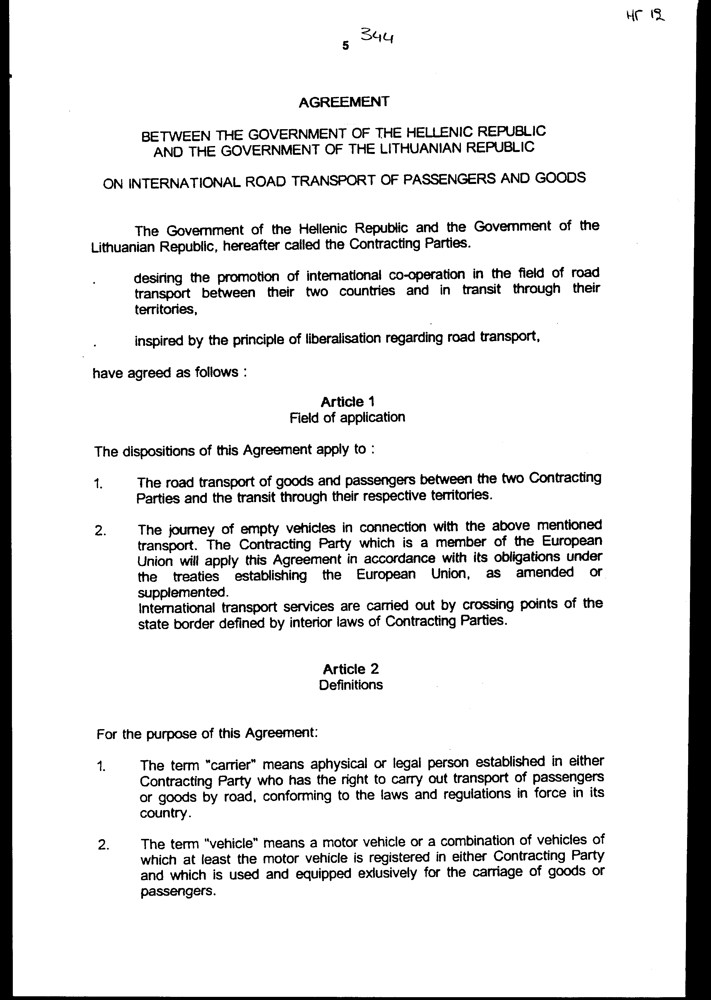 HГ 12
344
5
AGREEMENT
BETWEEN THE GOVERNMENT OF THE HELLENIC REPUBLIC
AND THE GOVERNMENT OF THE LITHUANIAN REPUBLIC
ON INTERNATIONAL ROAD TRANSPORT OF PASSENGERS AND GOODS
The Government of the Hellenic Republic and the Government of the
Lithuanian Republic, hereafter called the Contracting Parties.
. desiring the promotion of international co-operation in the field of road
transport between their two countries and in transit through their
territories,
. inspired by the principle of liberalisation regarding road transport,
have agreed as follows :
Article 1
Field of application
The dispositions of this Agreement apply to :
1. The road transport of goods and passengers between the two Contracting
Parties and the transit through their respective territories.
2. The journey of empty vehicles in connection with the above mentioned
transport. The Contracting Party which is a member of the European
Union will apply this Agreement in accordance with its obligations under
the treaties establishing the European Union, as amended or
supplemented.
International transport services are carried out by crossing points of the
state border defined by interior laws of Contracting Parties.
Article 2
Definitions
For the purpose of this Agreement:
1. The term "carrier" means aphysical or legal person established in either
Contracting Party who has the right to carry out transport of passengers
or goods by road, conforming to the laws and regulations in force in its
country.
2. The term "vehicle" means a motor vehicle or a combination of vehicles of
which at least the motor vehicle is registered in either Contracting Party
and which is used and equipped exlusively for the carriage of goods or
passengers.